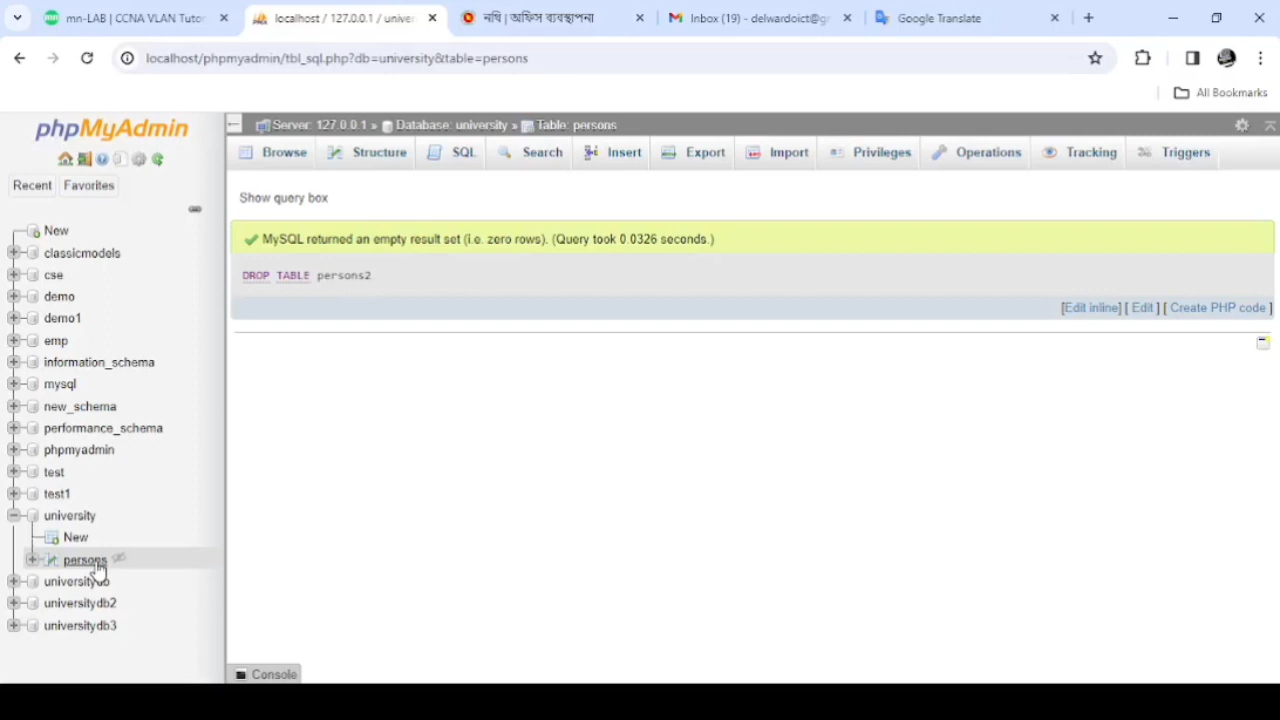 mn-LAB | CCNA VLAN Tutor
localhost / 127.0.0.1 / univer
নথি | অফিস ব্যবস্থাপনা
Inbox (19) - delwardoict@g
Google Translate
localhost/phpmyadmin/tbl_sql.php?db=university&table=persons
All Bookmarks
phpMyAdmin
Recent Favorites
New
classicmodels
cse
demo
demo1
emp
information_schema
mysql
new_schema
performance_schema
phpmyadmin
test
test1
university
New
persons
universitydb
universitydb2
universitydb3
Server: 127.0.0.1 » Database: university » Table: persons
Browse Structure SQL Search Insert Export Import Privileges Operations Tracking Triggers
Show query box
MySQL returned an empty result set (i.e. zero rows). (Query took 0.0326 seconds.)
DROP TABLE persons2
[Edit inline] [ Edit ] [ Create PHP code ]
Console